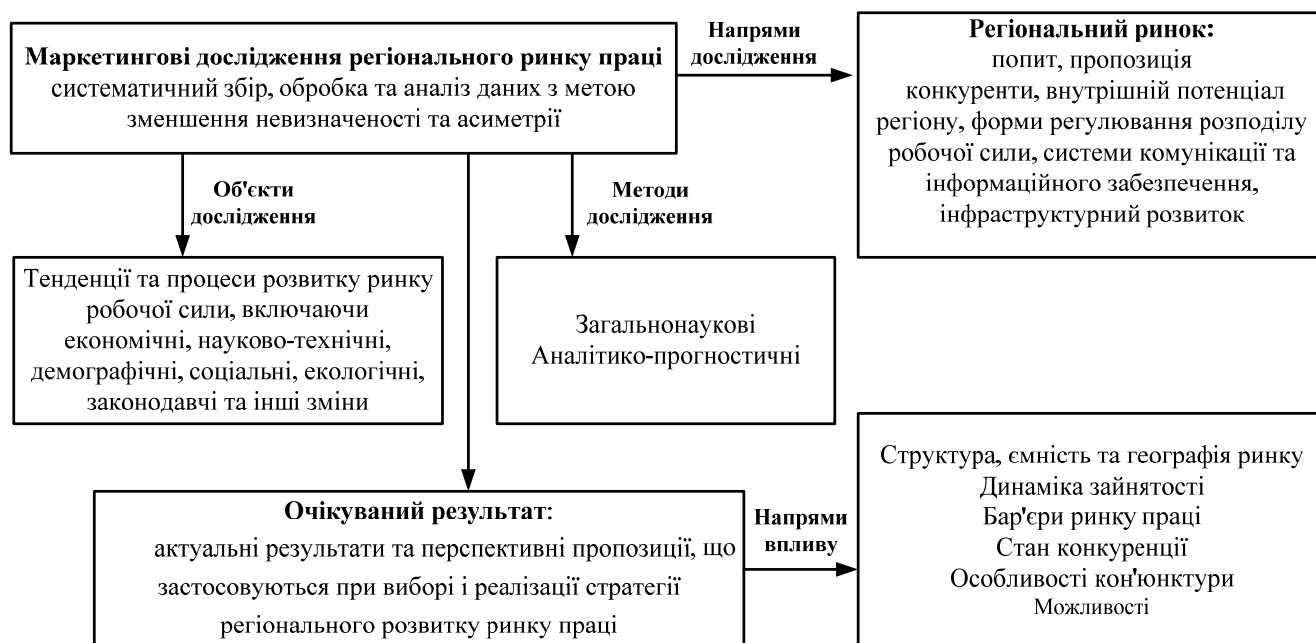 Маркетингові дослідження регіонального ринку праці
систематичний збір, обробка та аналіз даних з метою
зменшення невизначеності та асиметрії
Напрями
дослідження
Регіональний ринок:
попит, пропозиція
конкуренти, внутрішній потенціал
регіону, форми регулювання розподілу
робочої сили, системи комунікації та
інформаційного забезпечення,
інфраструктурний розвиток
Об'єкти
дослідження
Методи
дослідження
Тенденції та процеси розвитку ринку
робочої сили, включаючи
економічні, науково-технічні,
демографічні, соціальні, екологічні,
законодавчі та інші зміни
Загальнонаукові
Аналітико-прогностичні
Очікуваний результат:
актуальні результати та перспективні пропозиції, що
застосовуються при виборі і реалізації стратегії
регіонального розвитку ринку праці
Напрями
впливу
Структура, ємність та географія ринку
Динаміка зайнятості
Бар'єри ринку праці
Стан конкуренції
Особливості кон'юнктури
Можливості